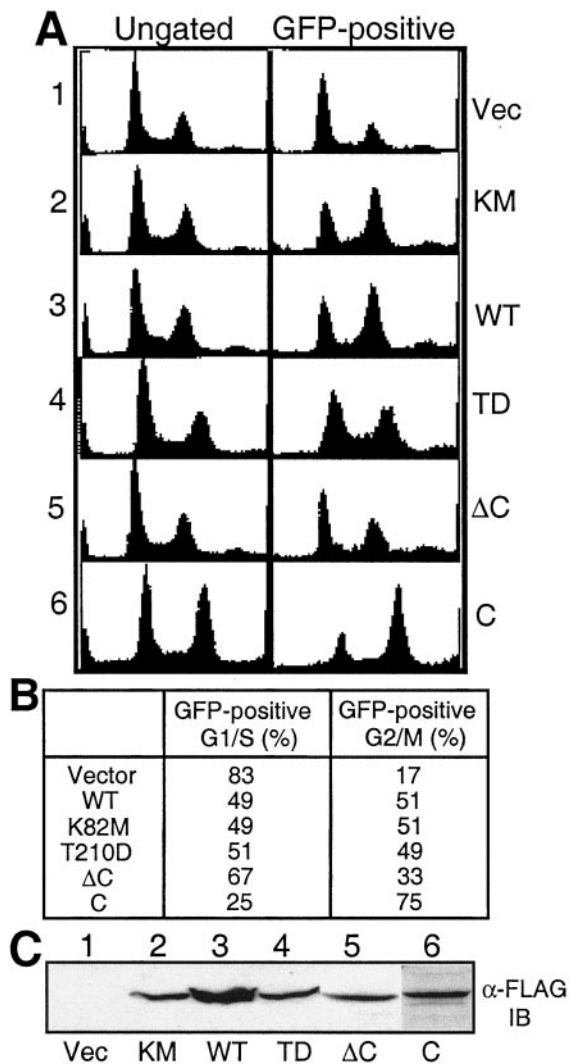 A Ungated GFP-positive
1 Vec
2 KM
3 WT
4 TD
5 ΔC
6 C
B
GFP-positive GFP-positive
G1/S (%) G2/M (%)
Vector 83 17
WT 49 51
K82M 49 51
T210D 51 49
ΔC 67 33
C 25 75
C 1 2 3 4 5 6
α-FLAG
IB
Vec KM WT TD ΔC C